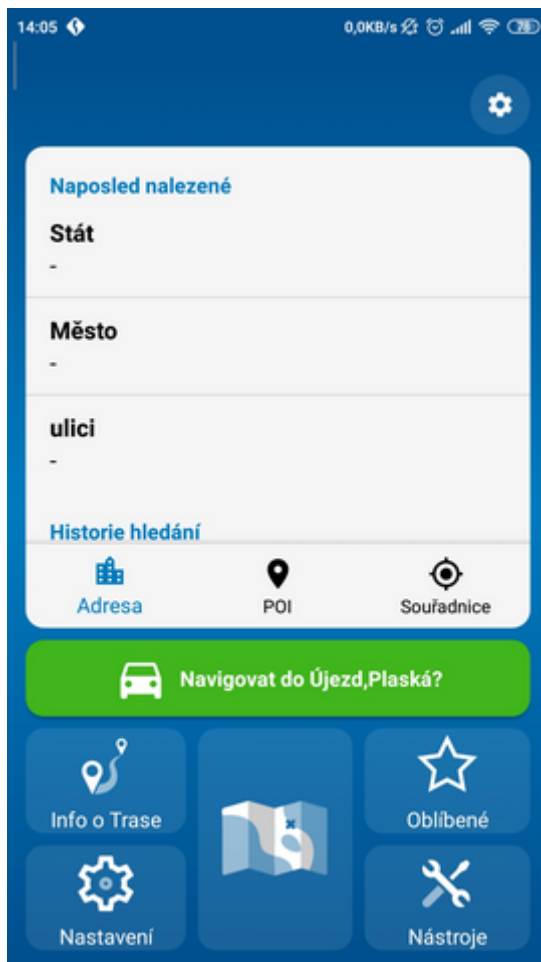 14:05 0,0KB/s 78
Naposled nalezené
Stát
-
Město
-
ulici
-
Historie hledání
Adresa POI Souřadnice
Navigovat do Újezd,Plaská?
Info o Trase Oblíbené
Nastavení Nástroje